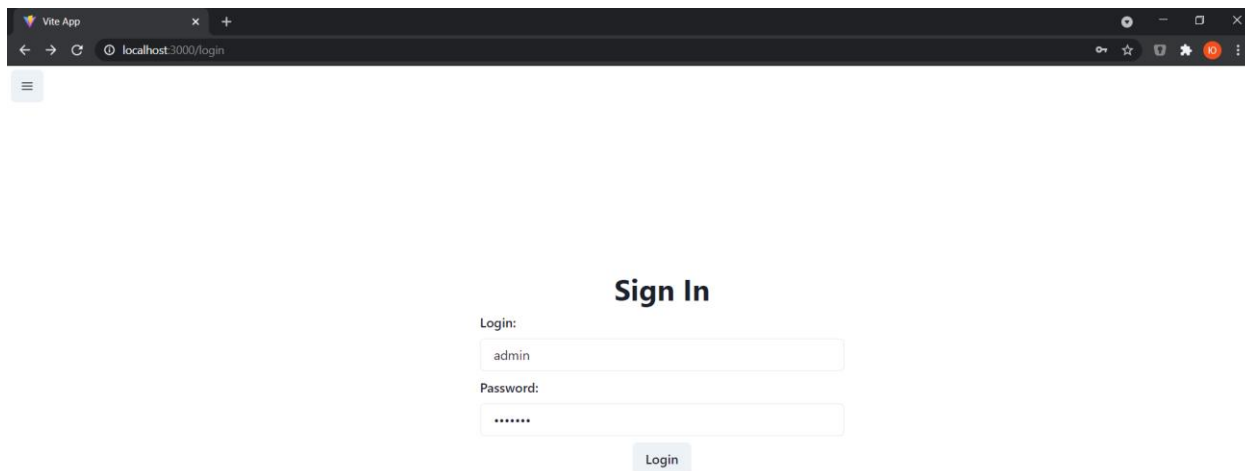 Vite App
localhost:3000/login
Ю
Sign In
Login:
admin
Password:
•••••••
Login